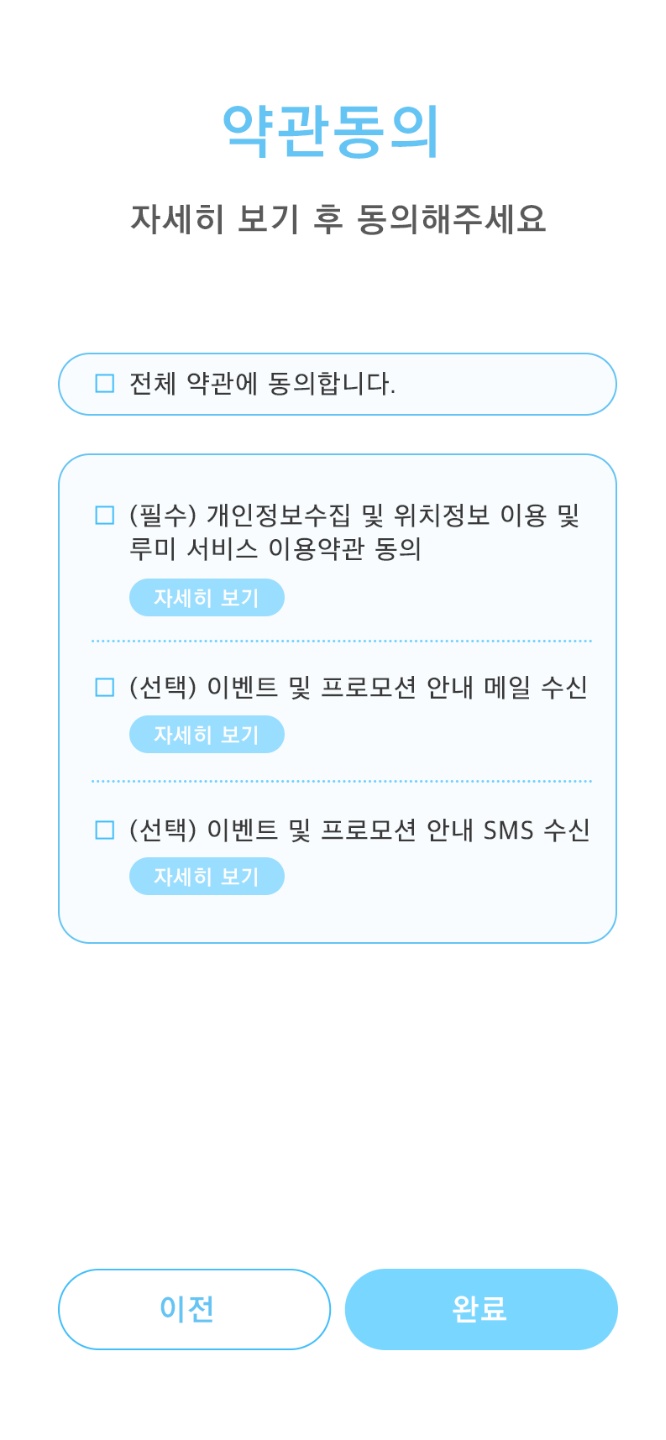 약관동의
자세히 보기 후 동의해주세요
전체 약관에 동의합니다.
(필수) 개인정보수집 및 위치정보 이용 및
루미 서비스 이용약관 동의
자세히 보기
(선택) 이벤트 및 프로모션 안내 메일 수신
자세히 보기
(선택) 이벤트 및 프로모션 안내 SMS 수신
자세히 보기
이전
완료